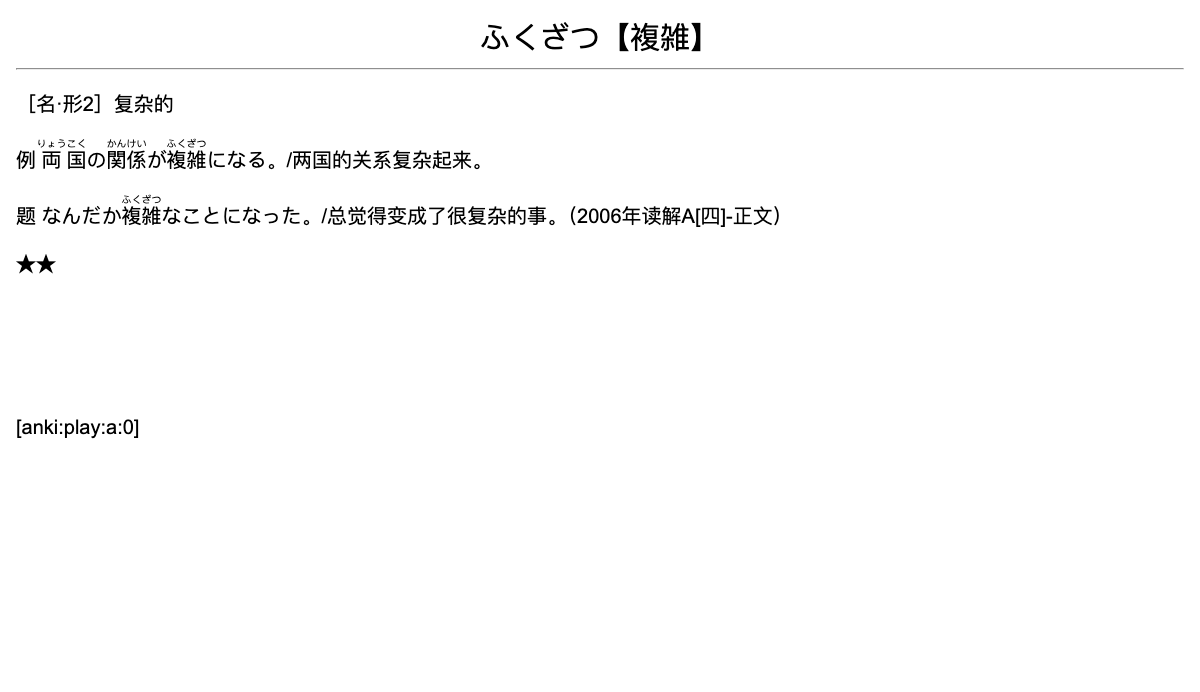 ふくざつ【複雑】
［名·形2］复杂的
例 両国の関係が複雑になる。/两国的关系复杂起来。
りょうこく かんけい ふくざつ
题 なんだか複雑なことになった。/总觉得变成了很复杂的事。（2006年读解A[四]-正文）
ふくざつ
★★
[anki:play:a:0]